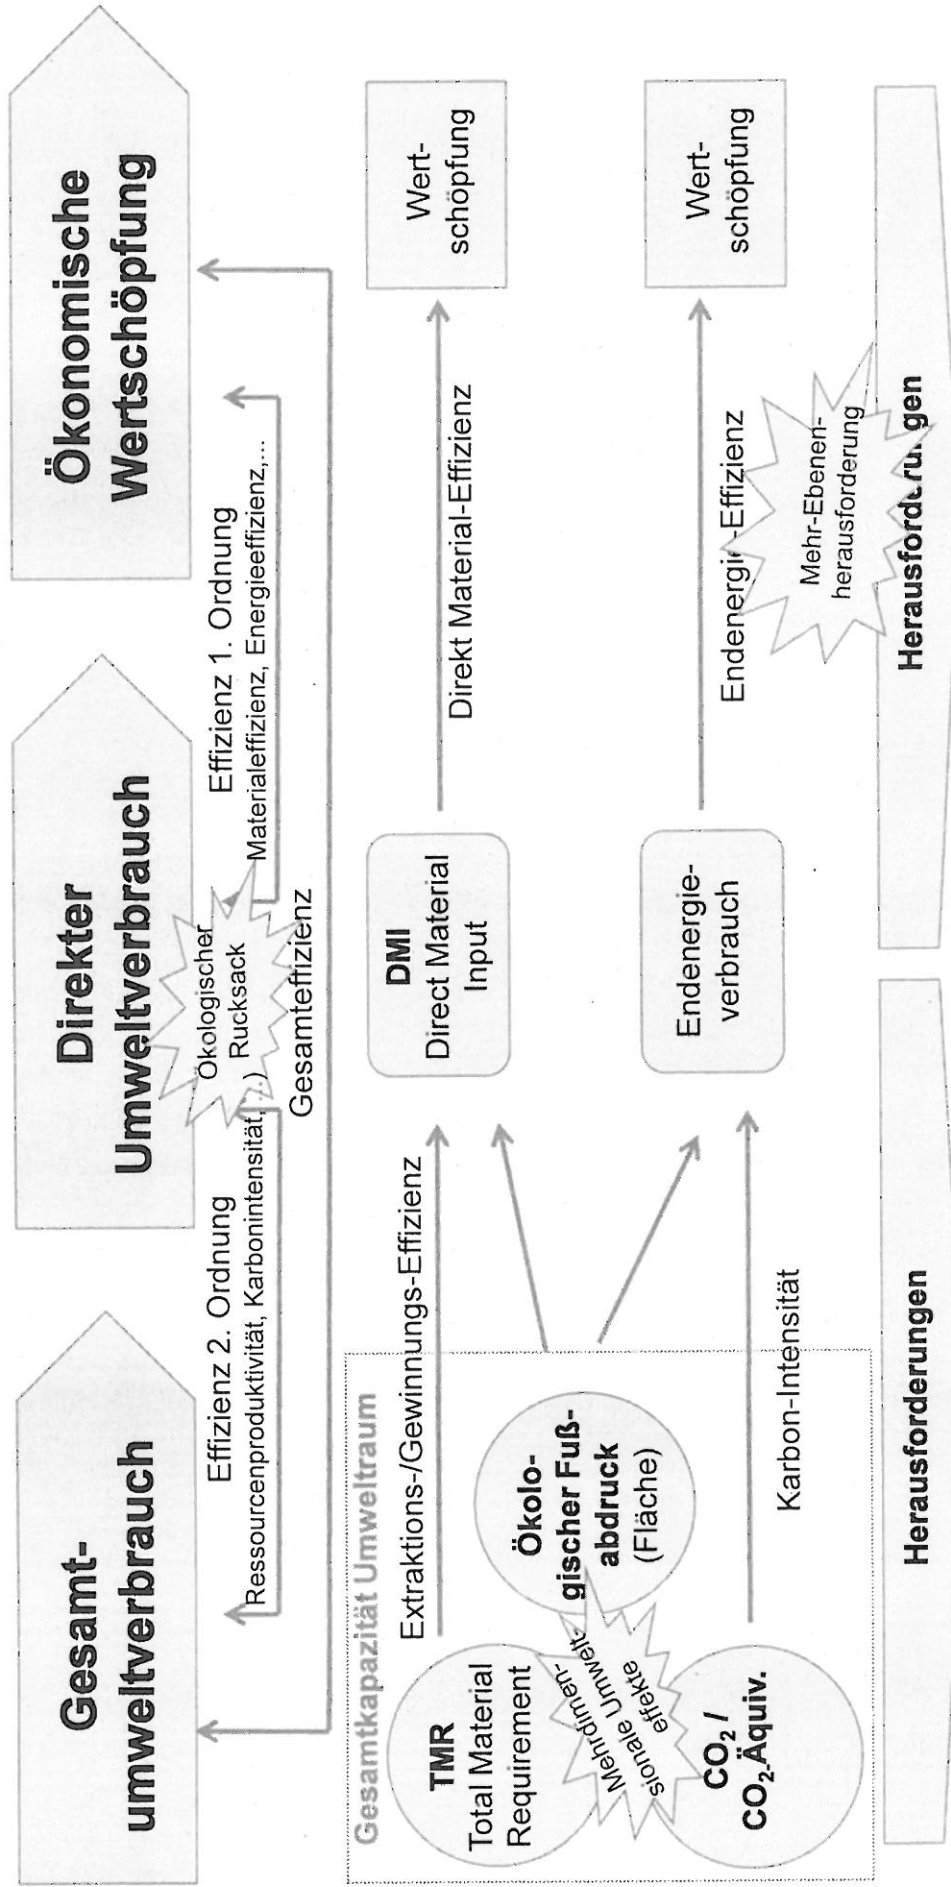 Gesamt-
umweltverbrauch
Direkter
Umweltverbrauch
Ökonomische
Wertschöpfung
Effizienz 2. Ordnung
Ressourcenproduktivität, Karbonintensität, ...)
Ökologischer
Rucksack
Effizienz 1. Ordnung
Materialeffizienz, Energieeffizienz,...
Gesamteffizienz
Gesamtkapazität Umweltraum
TMR
Total Material
Requirement
Extraktions-/Gewinnungs-Effizienz
DMI
Direct Material
Input
Direkt Material-Effizienz
Wert-
schöpfung
Ökolo-
gischer Fuß-
abdruck
(Fläche)
Mehrdimen-
sionale Umwelt-
effekte
CO₂ /
CO₂-Äquiv.
Karbon-Intensität
Endenergie-
verbrauch
Endenergie-Effizienz
Wert-
schöpfung
Mehr-Ebenen-
herausforderung
Herausforderungen
Herausforderungen